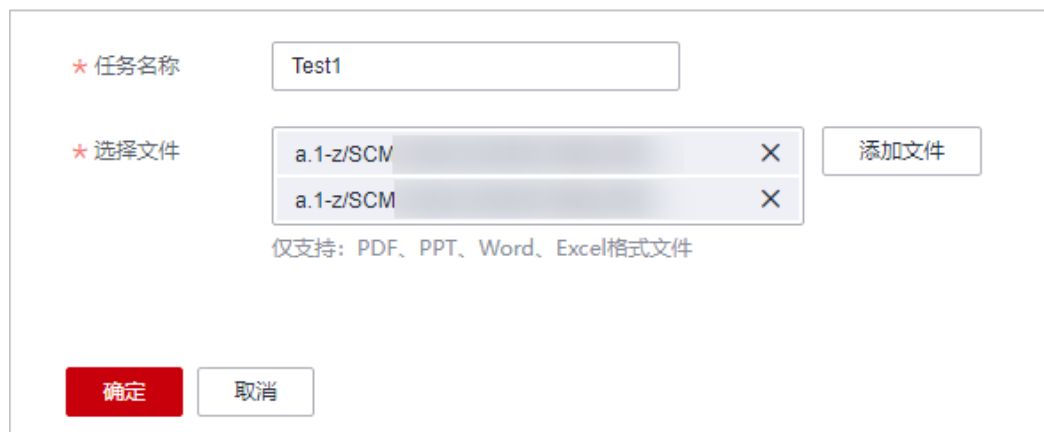 * 任务名称 Test1
* 选择文件 a.1-z/SCM × 添加文件
a.1-z/SCM ×
仅支持：PDF、PPT、Word、Excel格式文件
确定 取消